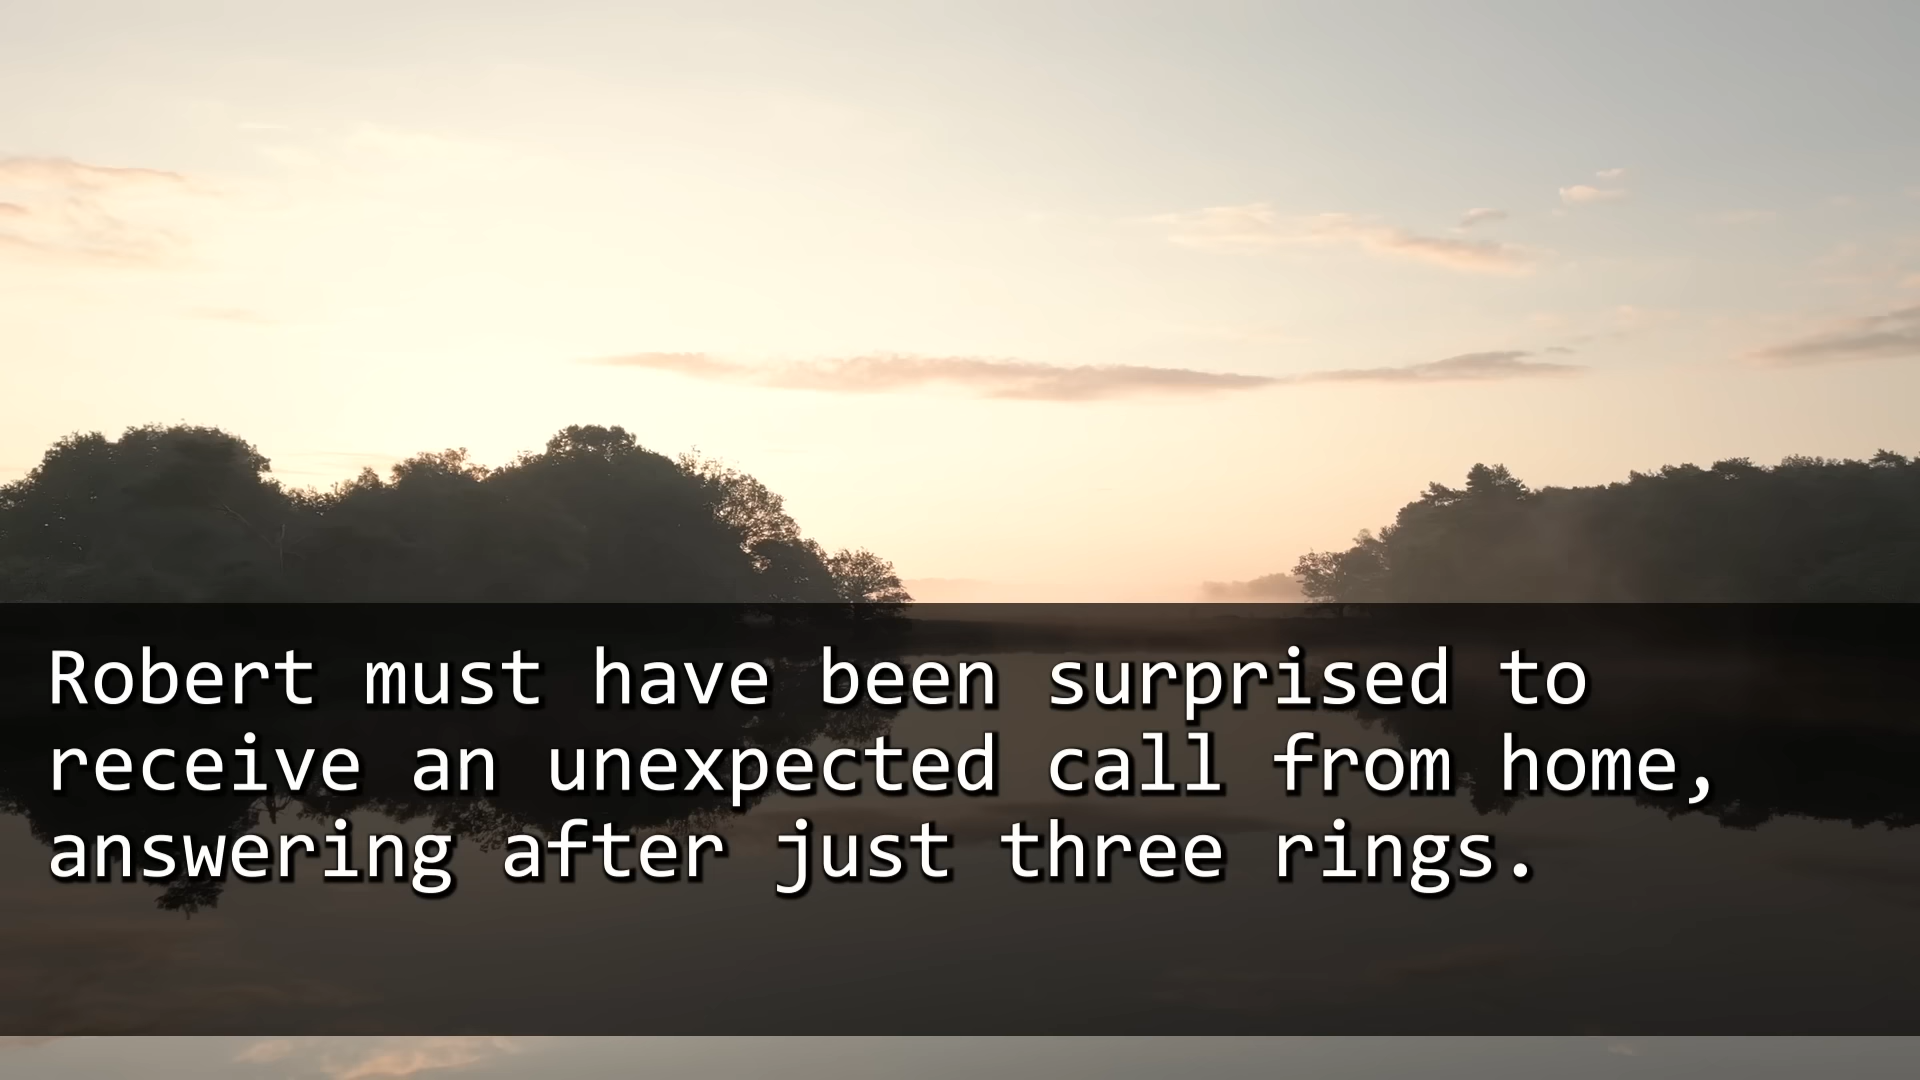 Robert must have been surprised to
receive an unexpected call from home,
answering after just three rings.